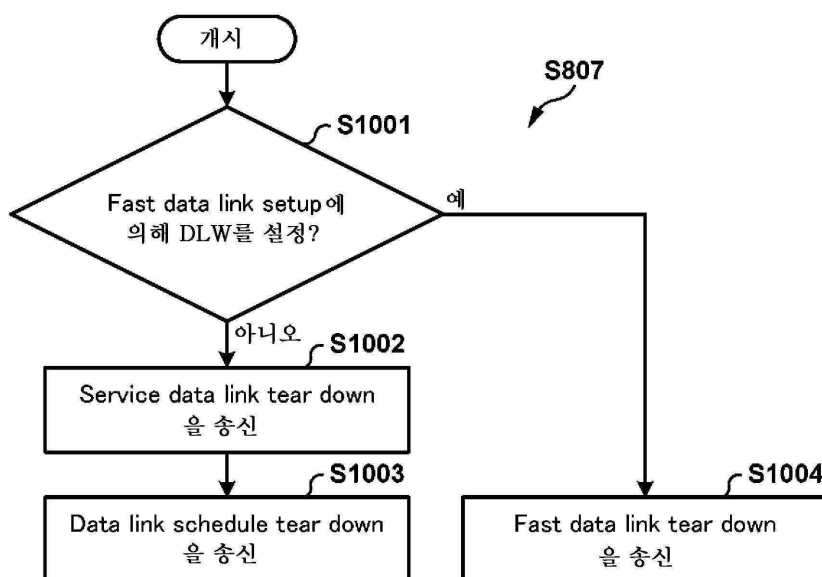 개시
S807
S1001
Fast data link setup에
의해 DLW를 설정?
예
아니오
S1002
Service data link tear down
을 송신
S1003
Data link schedule tear down
을 송신
S1004
Fast data link tear down
을 송신